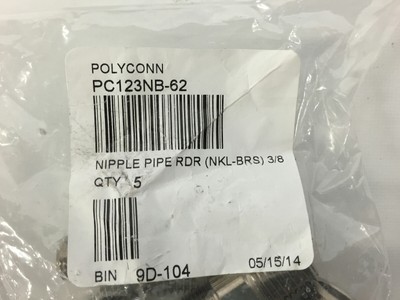 POLYCONN
PC123NB-62
NIPPLE PIPE RDR (NKL-BRS) 3/8
QTY 5
BIN 9D-104 05/15/14